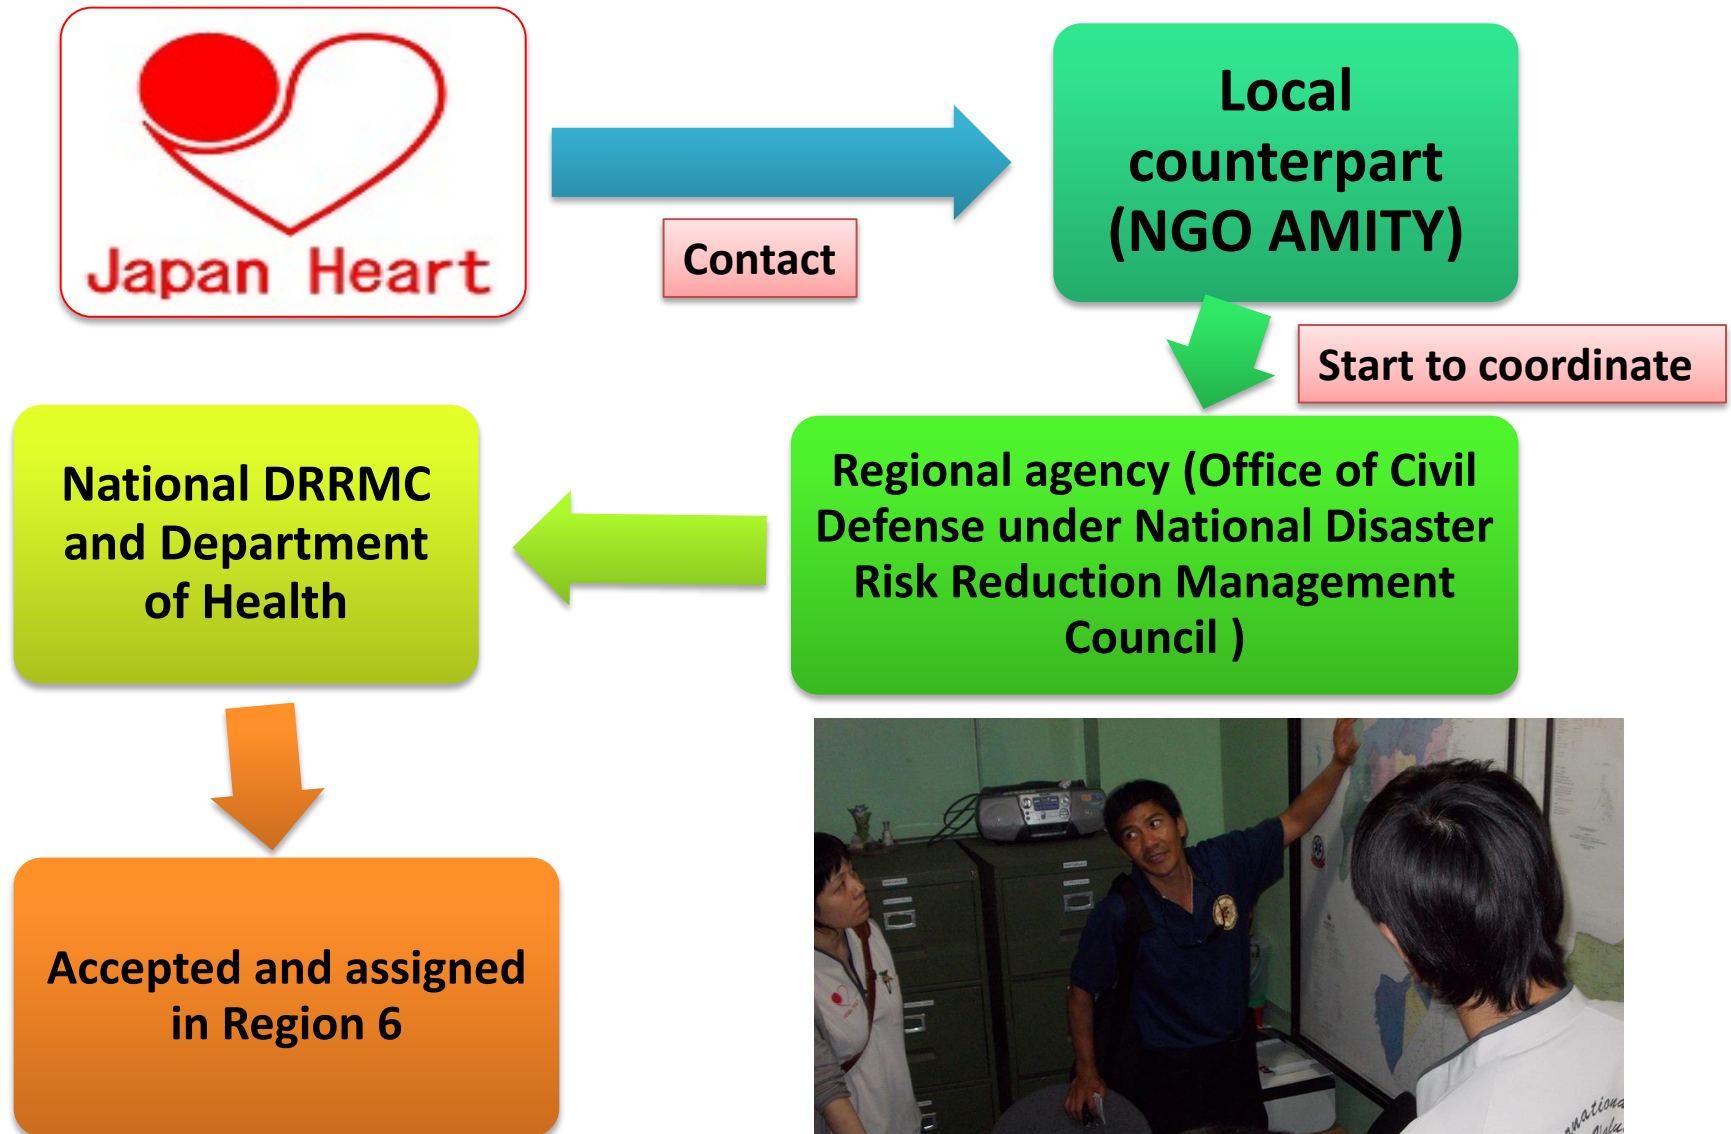 Japan Heart
Contact
Local
counterpart
(NGO AMITY)
Start to coordinate
Regional agency (Office of Civil
Defense under National Disaster
Risk Reduction Management
Council )
National DRRMC
and Department
of Health
Accepted and assigned
in Region 6